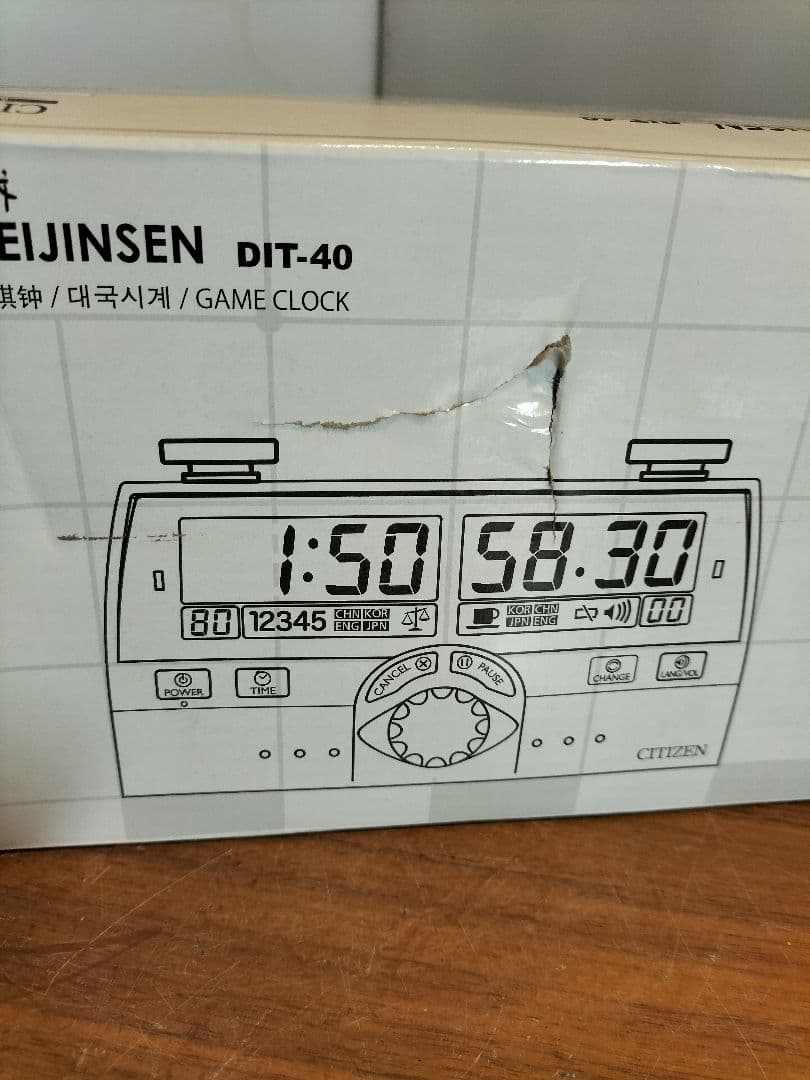 EIJINSEN DIT-40
棋钟 / 대국시계 / GAME CLOCK
1:50 58.30
80 12345 CHN KOR ENG JPN KOR CHN JPN ENG 00
CANCEL PAUSE
POWER TIME CHANGE LANG/VOL
CITIZEN